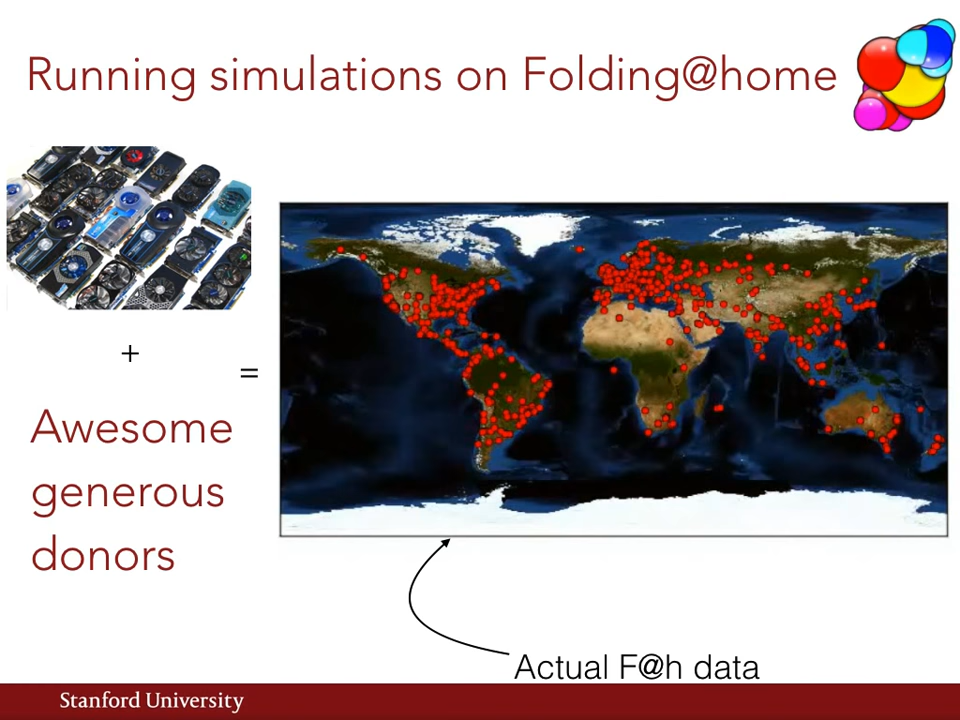 Running simulations on Folding@home
+
=
Awesome
generous
donors
Actual F@h data
Stanford University